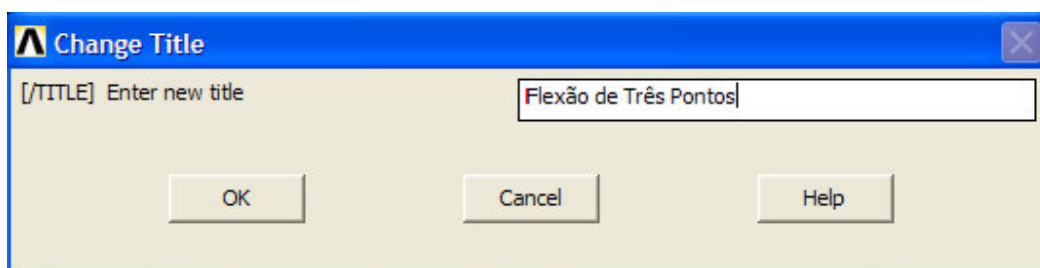 Change Title
[/TITLE] Enter new title
Flexão de Três Pontos
OK
Cancel
Help